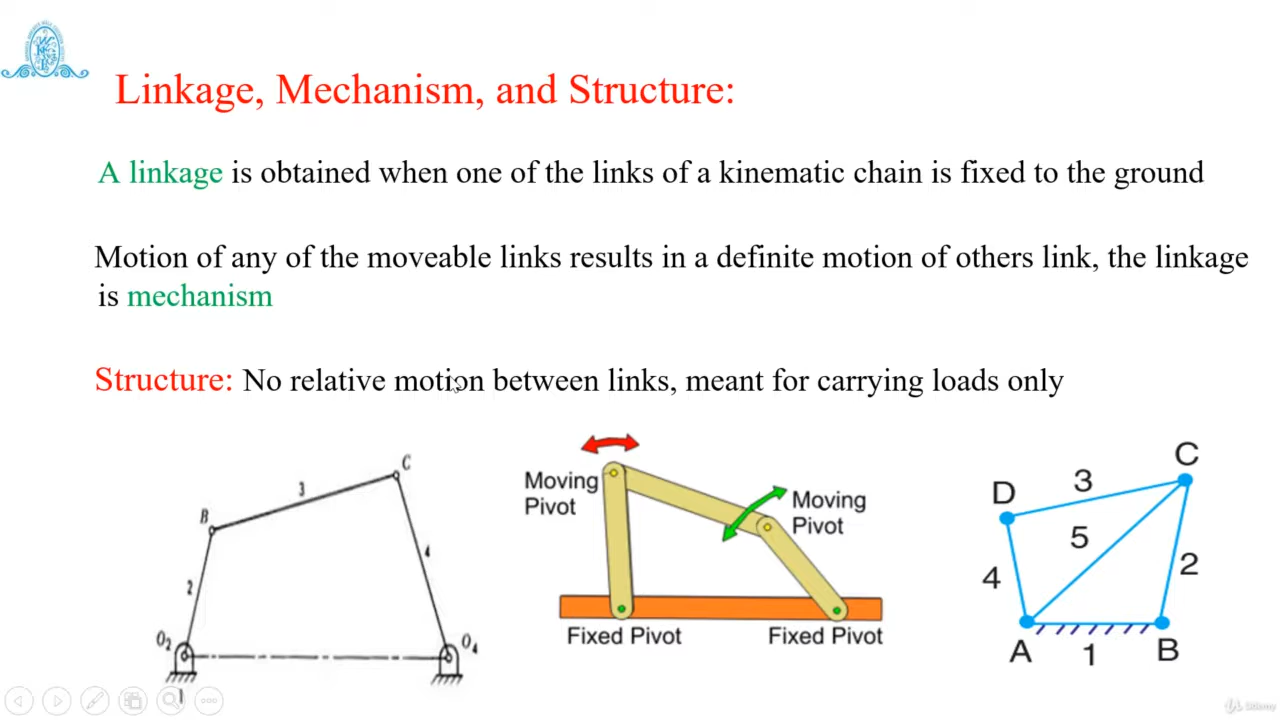 Linkage, Mechanism, and Structure:
A linkage is obtained when one of the links of a kinematic chain is fixed to the ground
Motion of any of the moveable links results in a definite motion of others link, the linkage
is mechanism
Structure: No relative motion between links, meant for carrying loads only
B
3
C
2
4
O2
O4
1
Moving
Pivot
Moving
Pivot
Fixed Pivot
Fixed Pivot
C
3
D
5
4
2
A
1
B
Udemy